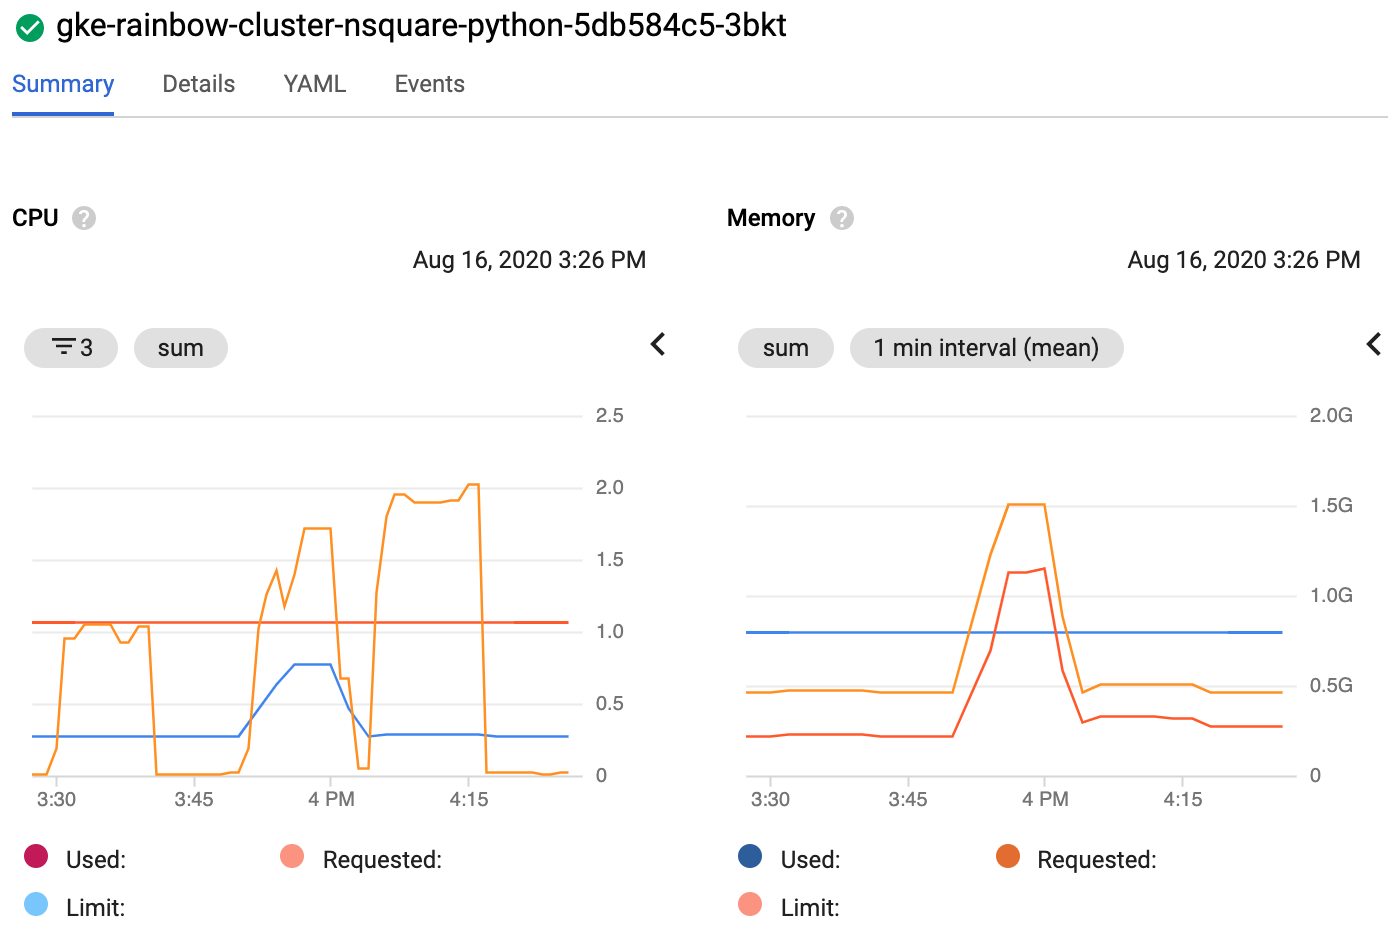 gke-rainbow-cluster-nsquare-python-5db584c5-3bkt
Summary Details YAML Events
CPU ?
Aug 16, 2020 3:26 PM
3 sum
2.5
2.0
1.5
1.0
0.5
0
3:30 3:45 4 PM 4:15
Used: Requested:
Limit:
Memory ?
Aug 16, 2020 3:26 PM
sum 1 min interval (mean)
2.0G
1.5G
1.0G
0.5G
0
3:30 3:45 4 PM 4:15
Used: Requested:
Limit: